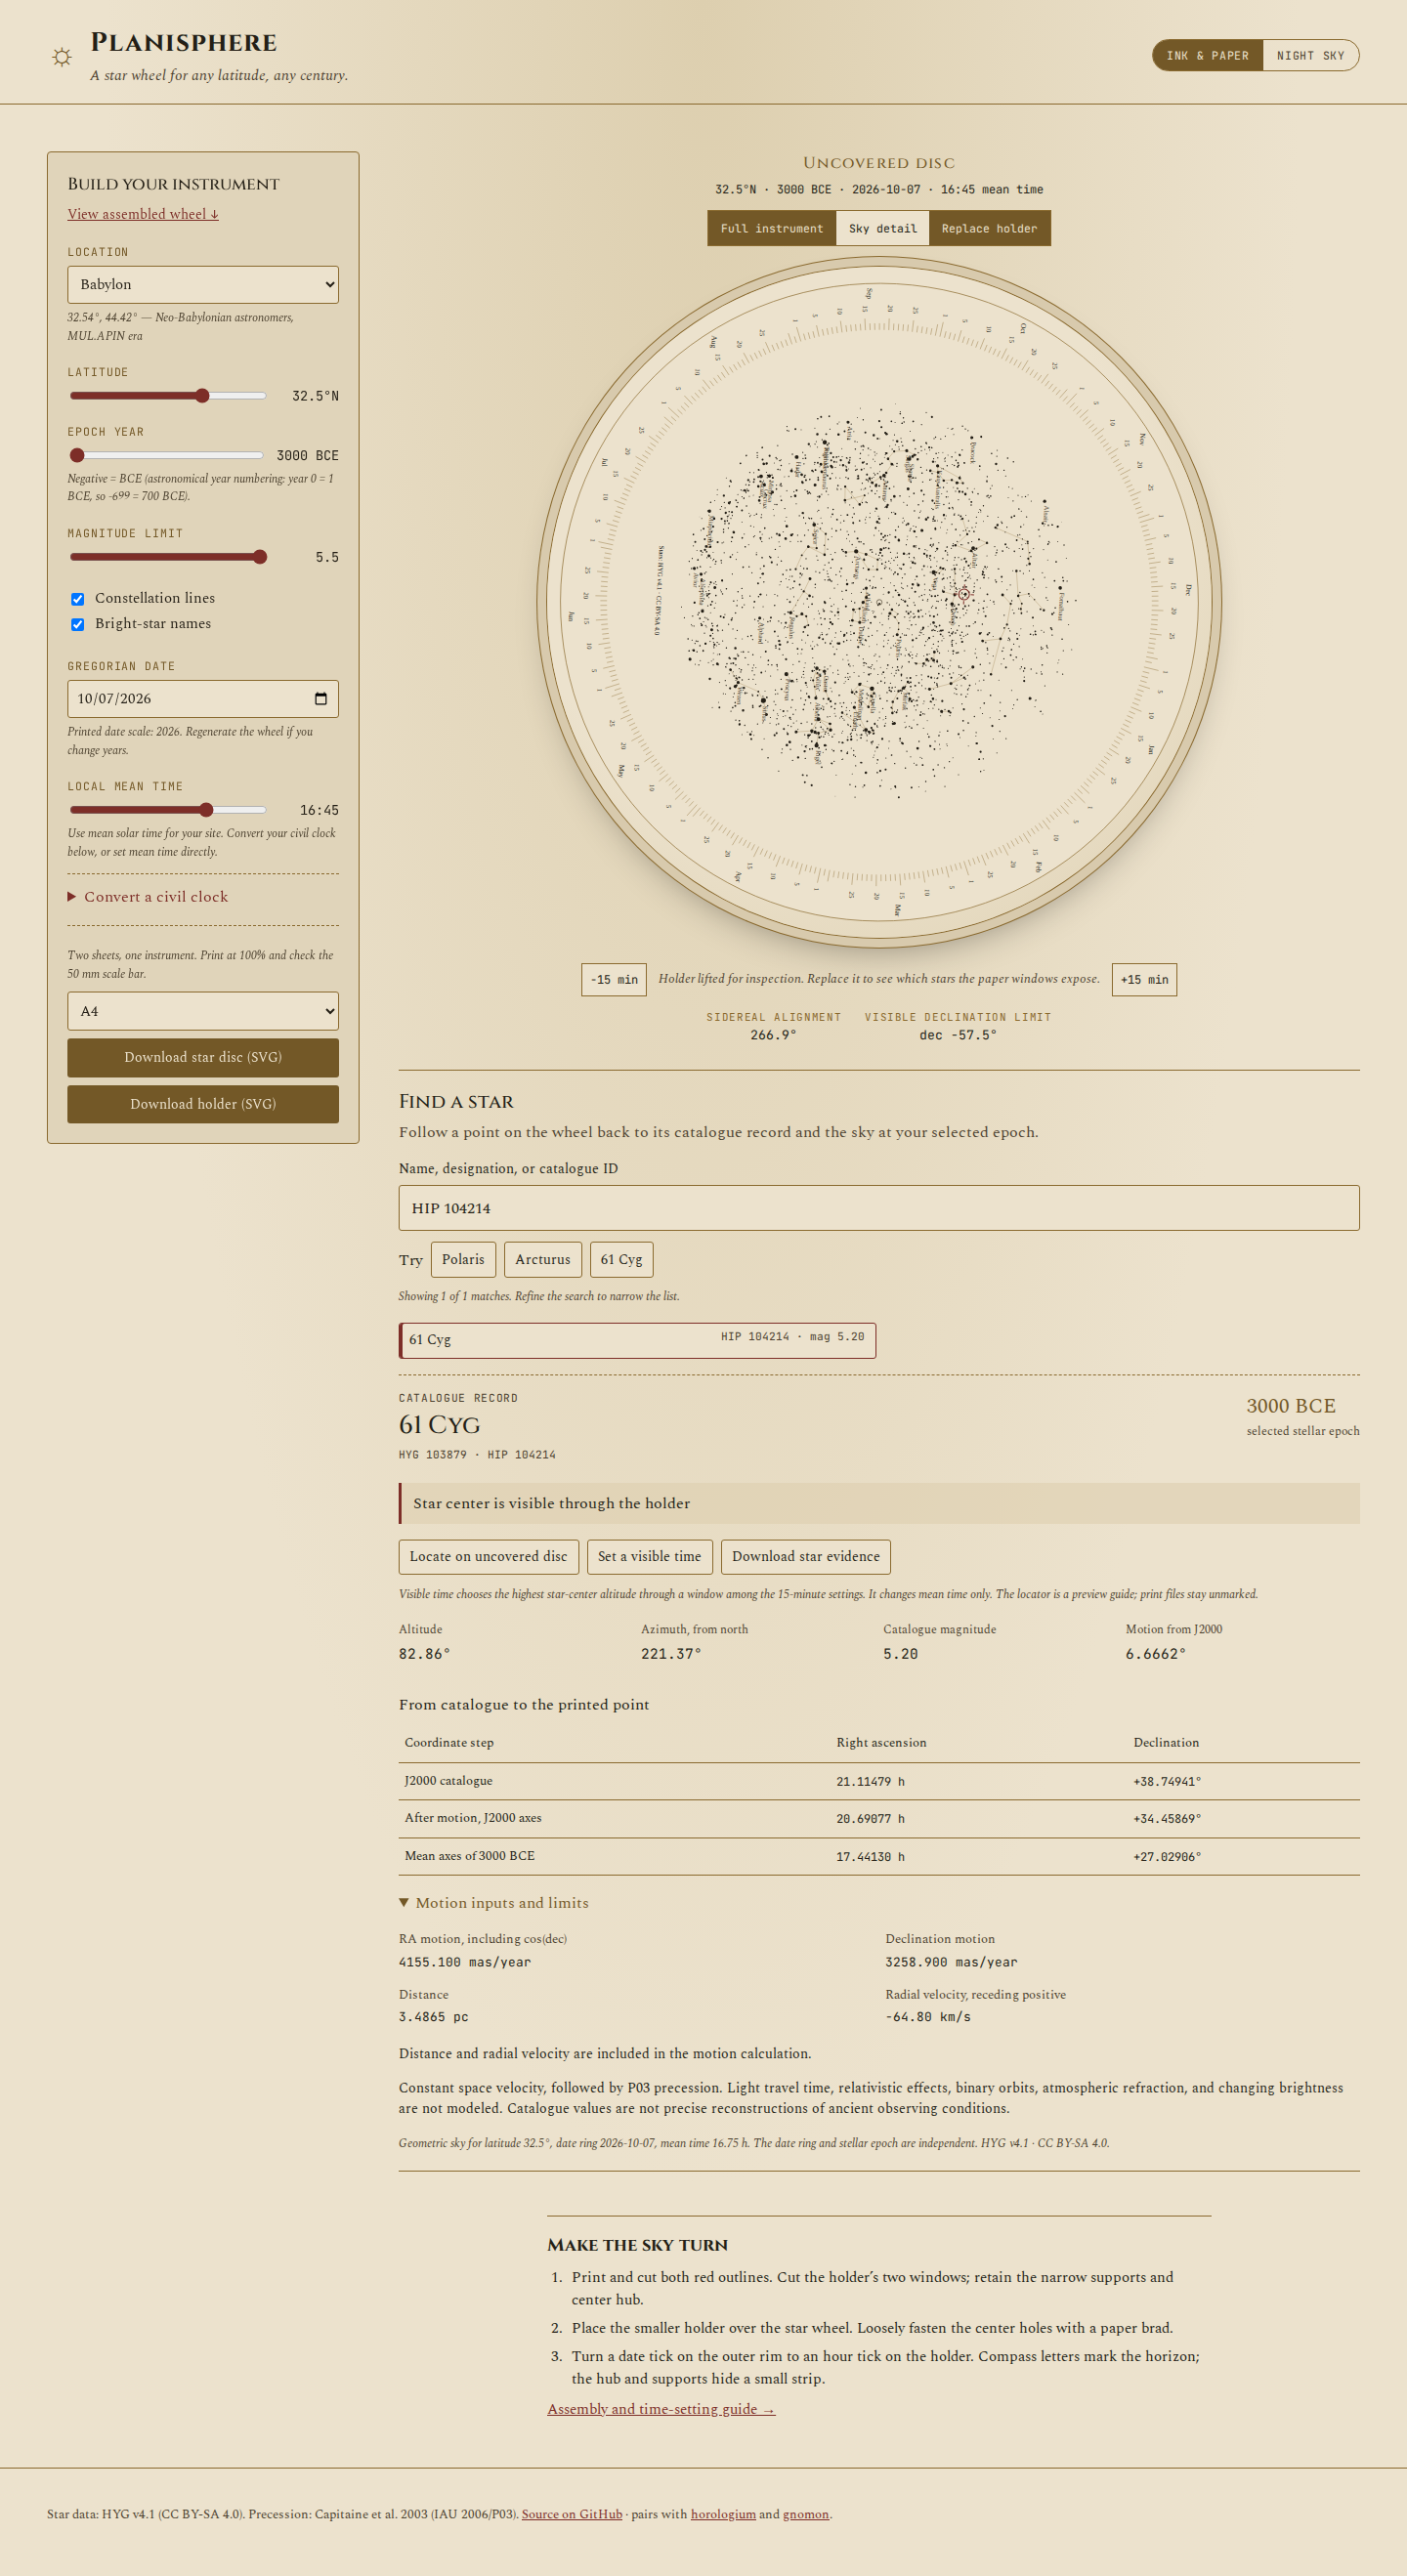 ☼
Planisphere
A star wheel for any latitude, any century.
INK & PAPER
NIGHT SKY
Build your instrument
View assembled wheel ↓
LOCATION
Babylon
32.54°, 44.42° — Neo-Babylonian astronomers,
MUL.APIN era
LATITUDE
32.5°N
EPOCH YEAR
3000 BCE
Negative = BCE (astronomical year numbering: year 0 = 1
BCE, so -699 = 700 BCE).
MAGNITUDE LIMIT
5.5
Constellation lines
Bright-star names
GREGORIAN DATE
10/07/2026
Printed date scale: 2026. Regenerate the wheel if you
change years.
LOCAL MEAN TIME
16:45
Use mean solar time for your site. Convert your civil clock
below, or set mean time directly.
▶ Convert a civil clock
Two sheets, one instrument. Print at 100% and check the
50 mm scale bar.
A4
Download star disc (SVG)
Download holder (SVG)
Uncovered disc
32.5°N · 3000 BCE · 2026-10-07 · 16:45 mean time
Full instrument
Sky detail
Replace holder
Sep
Oct
Nov
Dec
Jan
Feb
Mar
Apr
May
Jun
Jul
Aug
Stars: HYG v4.1 · CC BY-SA 4.0
-15 min
Holder lifted for inspection. Replace it to see which stars the paper windows expose.
+15 min
SIDEREAL ALIGNMENT
266.9°
VISIBLE DECLINATION LIMIT
dec -57.5°
Find a star
Follow a point on the wheel back to its catalogue record and the sky at your selected epoch.
Name, designation, or catalogue ID
HIP 104214
Try
Polaris
Arcturus
61 Cyg
Showing 1 of 1 matches. Refine the search to narrow the list.
61 Cyg
HIP 104214 · mag 5.20
CATALOGUE RECORD
61 Cyg
HYG 103879 · HIP 104214
3000 BCE
selected stellar epoch
Star center is visible through the holder
Locate on uncovered disc
Set a visible time
Download star evidence
Visible time chooses the highest star-center altitude through a window among the 15-minute settings. It changes mean time only. The locator is a preview guide; print files stay unmarked.
Altitude
82.86°
Azimuth, from north
221.37°
Catalogue magnitude
5.20
Motion from J2000
6.6662°
From catalogue to the printed point
Coordinate step Right ascension Declination
J2000 catalogue 21.11479 h +38.74941°
After motion, J2000 axes 20.69077 h +34.45869°
Mean axes of 3000 BCE 17.44130 h +27.02906°
▼ Motion inputs and limits
RA motion, including cos(dec)
4155.100 mas/year
Declination motion
3258.900 mas/year
Distance
3.4865 pc
Radial velocity, receding positive
-64.80 km/s
Distance and radial velocity are included in the motion calculation.
Constant space velocity, followed by P03 precession. Light travel time, relativistic effects, binary orbits, atmospheric refraction, and changing brightness
are not modeled. Catalogue values are not precise reconstructions of ancient observing conditions.
Geometric sky for latitude 32.5°, date ring 2026-10-07, mean time 16.75 h. The date ring and stellar epoch are independent. HYG v4.1 · CC BY-SA 4.0.
Make the sky turn
1. Print and cut both red outlines. Cut the holder's two windows; retain the narrow supports and
center hub.
2. Place the smaller holder over the star wheel. Loosely fasten the center holes with a paper brad.
3. Turn a date tick on the outer rim to an hour tick on the holder. Compass letters mark the horizon;
the hub and supports hide a small strip.
Assembly and time-setting guide →
Star data: HYG v4.1 (CC BY-SA 4.0). Precession: Capitaine et al. 2003 (IAU 2006/P03). Source on GitHub · pairs with horologium and gnomon.